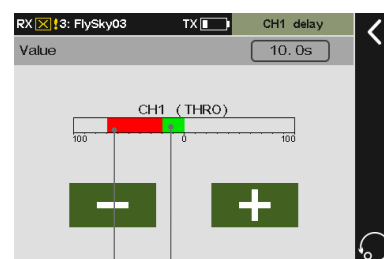 RX !3: FlySky03 TX CH1 delay
Value 10.0s
CH1 (THRO)
100 0 100